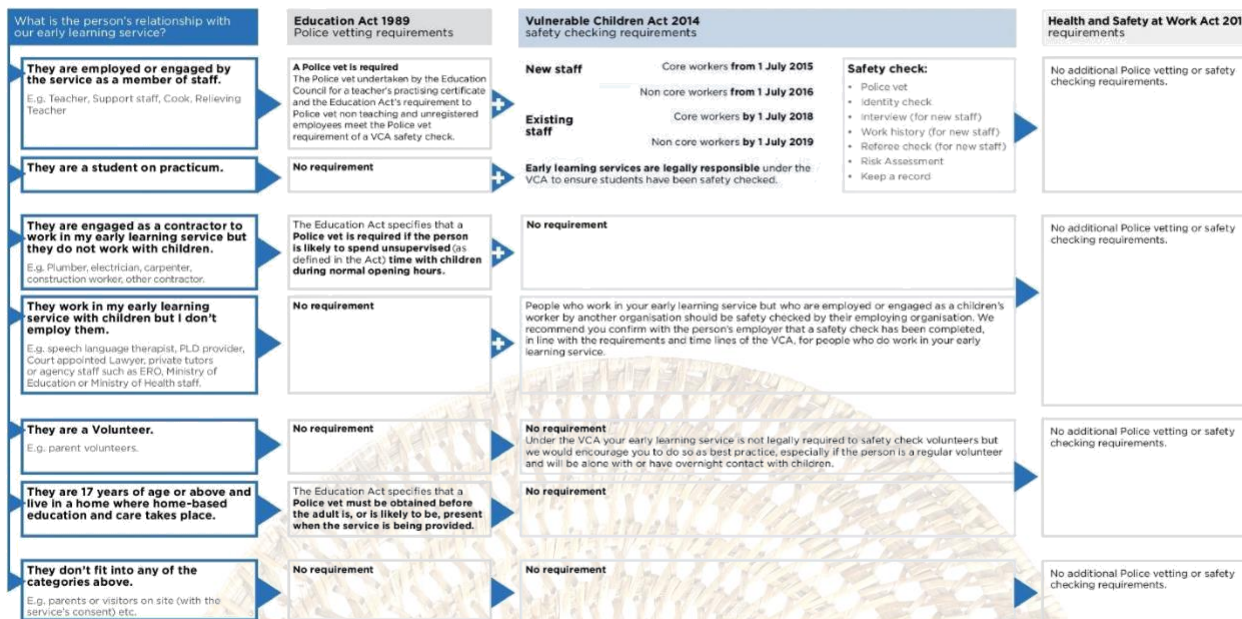 What is the person's relationship with
our early learning service?
Education Act 1989
Police vetting requirements
Vulnerable Children Act 2014
safety checking requirements
Health and Safety at Work Act 201
requirements
They are employed or engaged by
the service as a member of staff.
E.g. Teacher, Support staff, Cook, Relieving
Teacher
A Police vet is required
The Police vet undertaken by the Education
Council for a teacher's practising certificate
and the Education Act's requirement to
Police vet non teaching and unregistered
employees meet the Police vet
requirement of a VCA safety check.
New staff
Core workers from 1 July 2015
Non core workers from 1 July 2016
Existing
staff
Core workers by 1 July 2018
Non core workers by 1 July 2019
Safety check:
• Police vet
• Identity check
• Interview (for new staff)
• Work history (for new staff)
• Referee check (for new staff)
• Risk Assessment
• Keep a record
No additional Police vetting or safety
checking requirements.
They are a student on practicum.
No requirement
Early learning services are legally responsible under the
VCA to ensure students have been safety checked.
They are engaged as a contractor to
work in my early learning service but
they do not work with children.
E.g. Plumber, electrician, carpenter,
construction worker, other contractor.
The Education Act specifies that a
Police vet is required if the person
is likely to spend unsupervised (as
defined in the Act) time with children
during normal opening hours.
No requirement
No additional Police vetting or safety
checking requirements.
They work in my early learning
service with children but I don't
employ them.
E.g. speech language therapist, PLD provider,
Court appointed Lawyer, private tutors
or agency staff such as ERO, Ministry of
Education or Ministry of Health staff.
No requirement
People who work in your early learning service but who are employed or engaged as a children's
worker by another organisation should be safety checked by their employing organisation. We
recommend you confirm with the person's employer that a safety check has been completed,
in line with the requirements and time lines of the VCA, for people who do work in your early
learning service.
They are a Volunteer.
E.g. parent volunteers.
No requirement
No requirement
Under the VCA your early learning service is not legally required to safety check volunteers but
we would encourage you to do so as best practice, especially if the person is a regular volunteer
and will be alone with or have overnight contact with children.
No additional Police vetting or safety
checking requirements.
They are 17 years of age or above and
live in a home where home-based
education and care takes place.
The Education Act specifies that a
Police vet must be obtained before
the adult is, or is likely to be, present
when the service is being provided.
No requirement
They don't fit into any of the
categories above.
E.g. parents or visitors on site (with the
service's consent) etc.
No requirement
No requirement
No additional Police vetting or safety
checking requirements.